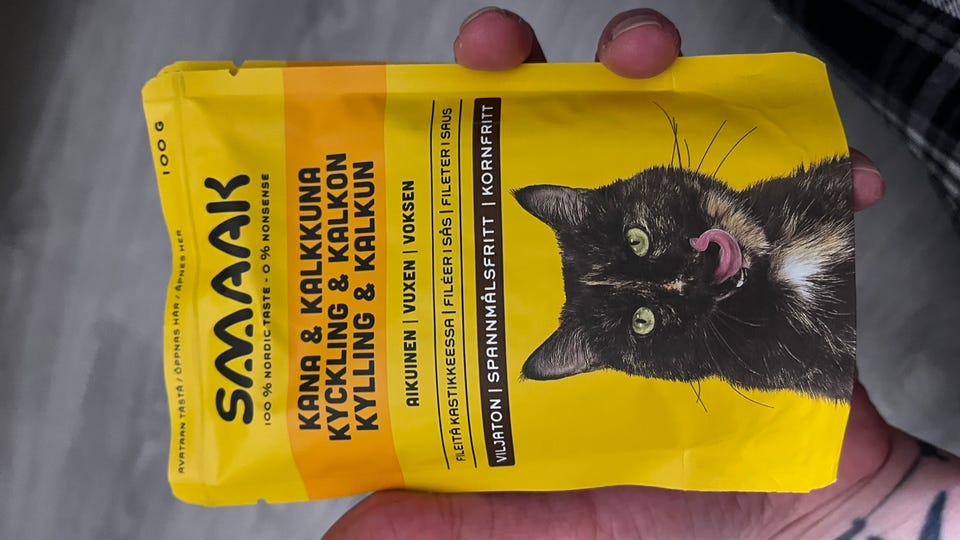 AVATAAN TÄSTÄ / ÖPPNAS HÄR / ÅPNES HER
100 G
SMAAK
100 % NORDIC TASTE - 0 % NONSENSE
KANA & KALKKUNA
KYCKLING & KALKON
KYLLING & KALKUN
AIKUINEN | VUXEN | VOKSEN
FILEITÄ KASTIKKEESSA | FILÉER I SÅS | FILETER I SAUS
VILJATON | SPANNMÅLSFRITT | KORNFRITT